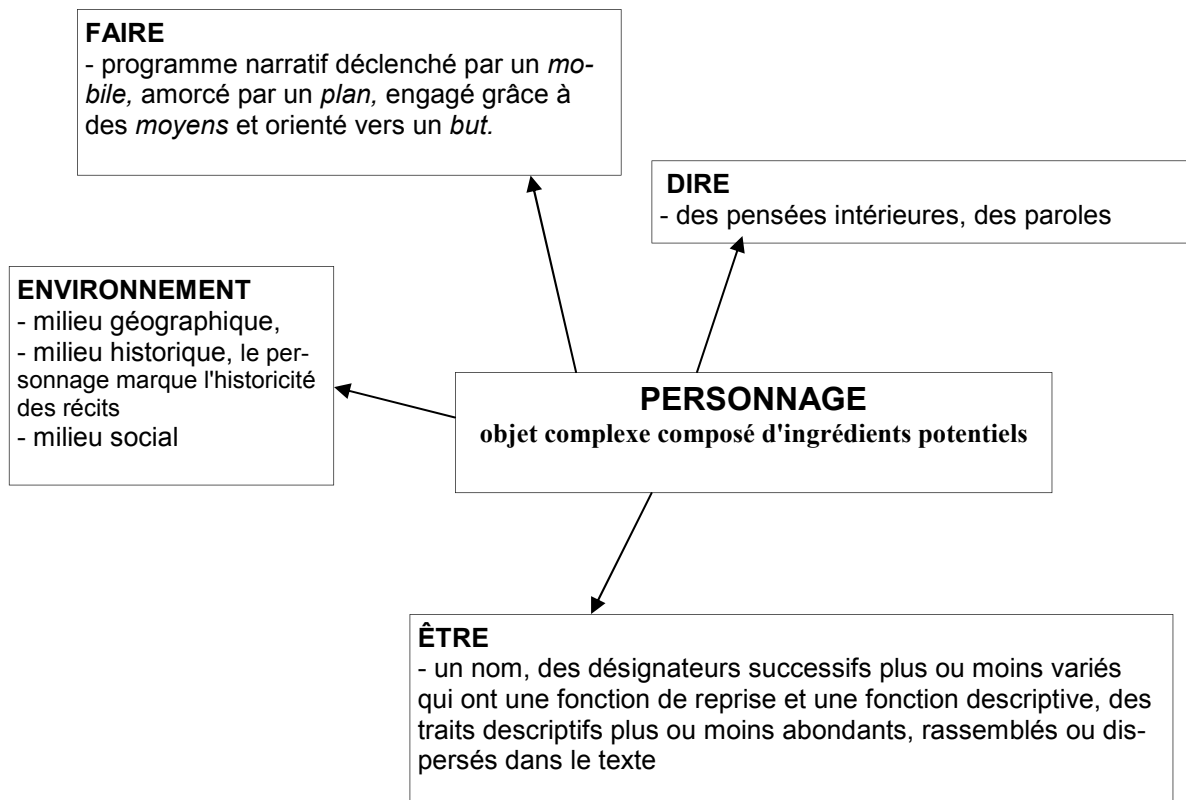 FAIRE
- programme narratif déclenché par un mo-
bile, amorcé par un plan, engagé grâce à
des moyens et orienté vers un but.
DIRE
- des pensées intérieures, des paroles
ENVIRONNEMENT
- milieu géographique,
- milieu historique, le per-
sonnage marque l'historicité
des récits
- milieu social
PERSONNAGE
objet complexe composé d'ingrédients potentiels
ÊTRE
- un nom, des désignateurs successifs plus ou moins variés
qui ont une fonction de reprise et une fonction descriptive, des
traits descriptifs plus ou moins abondants, rassemblés ou dis-
persés dans le texte